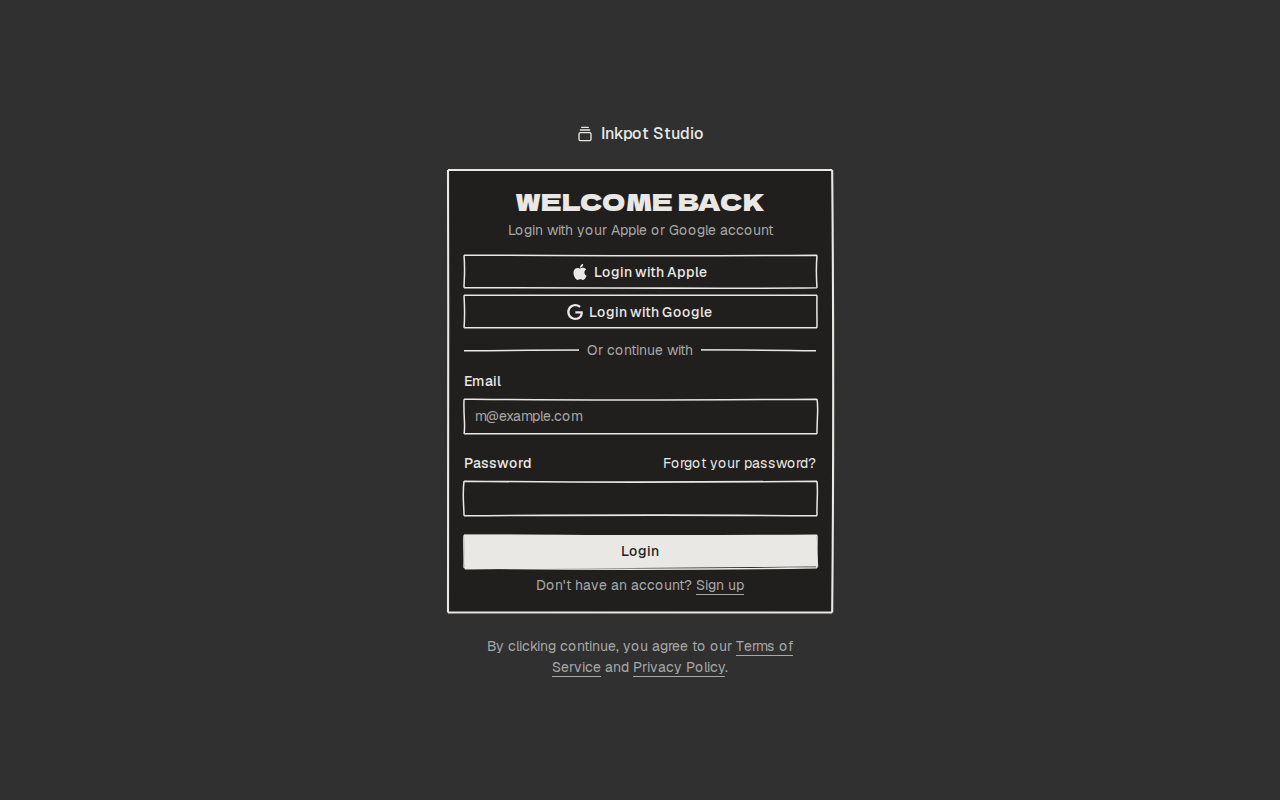 Inkpot Studio
WELCOME BACK
Login with your Apple or Google account
Login with Apple
Login with Google
Or continue with
Email
m@example.com
Password
Forgot your password?
Login
Don't have an account? Sign up
By clicking continue, you agree to our Terms of
Service and Privacy Policy.